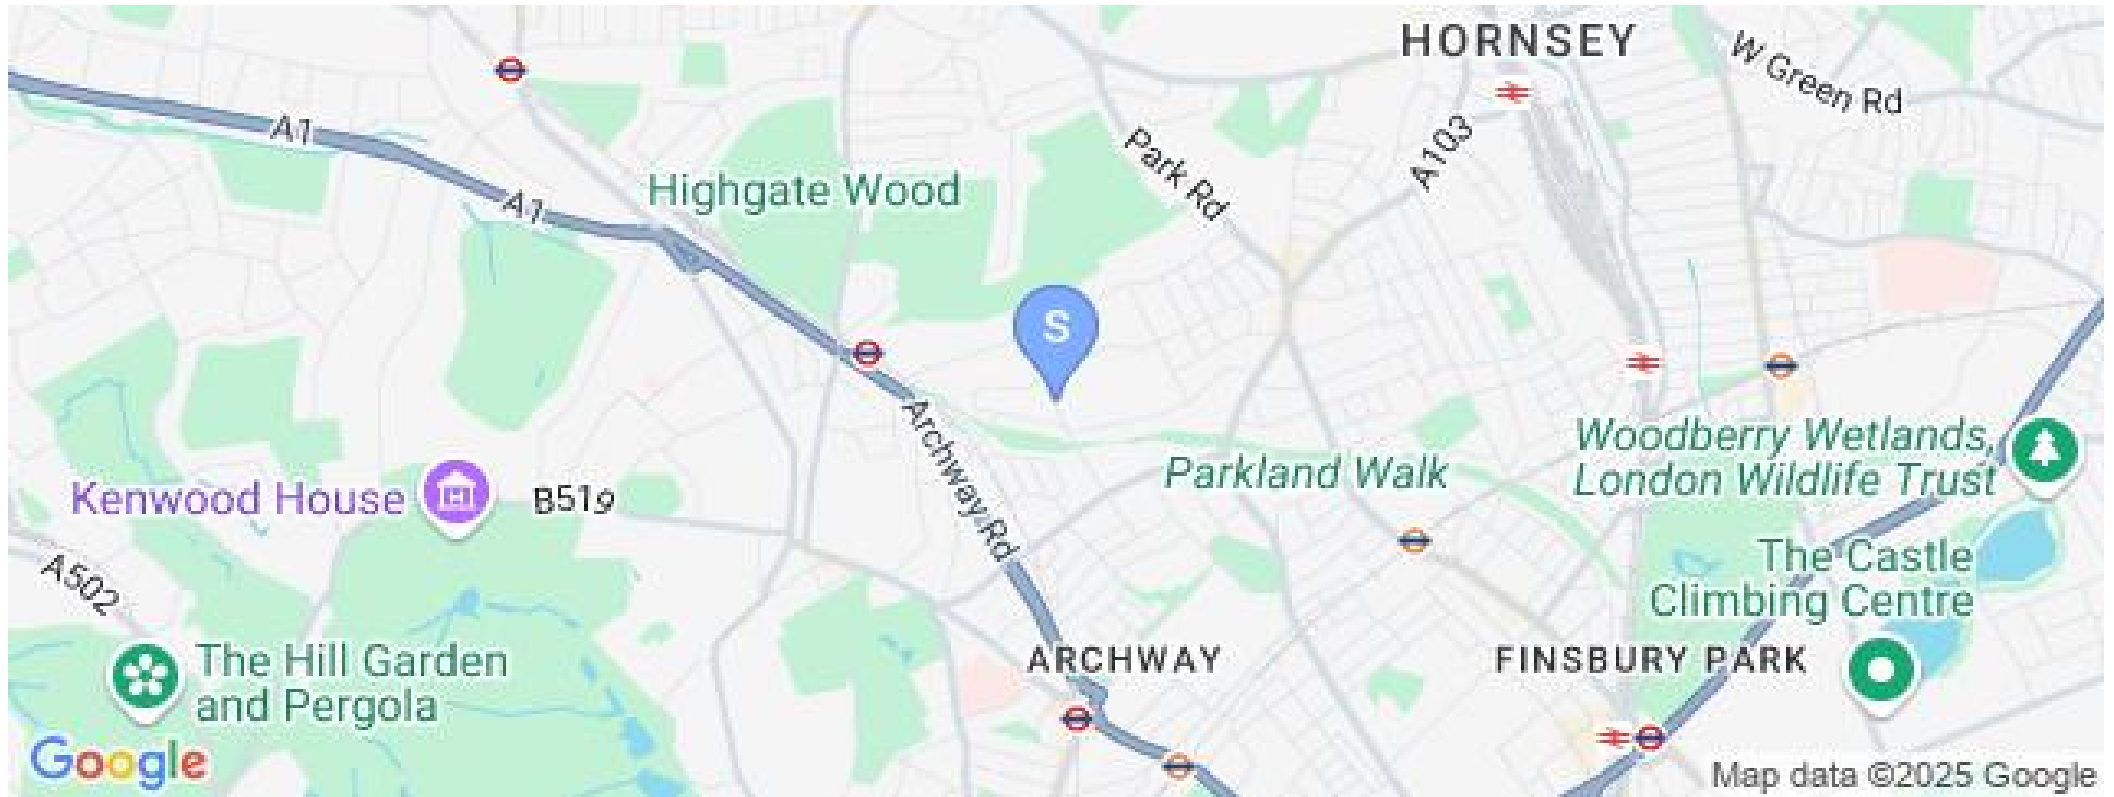 HORNSEY
W Green Rd
A1
Park Rd
A103
Highgate Wood
A1
S
Archway Rd
Woodberry Wetlands,
London Wildlife Trust
Parkland Walk
Kenwood House
B519
The Castle
Climbing Centre
A502
The Hill Garden
and Pergola
ARCHWAY
FINSBURY PARK
Google
Map data ©2025 Google